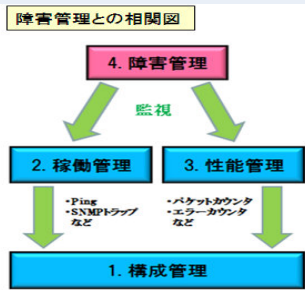 障害管理との相関図
4. 障害管理
監視
2. 稼働管理
3. 性能管理
・Ping
・SNMPトラップ
など
・パケットカウンタ
・エラーカウンタ
など
1. 構成管理